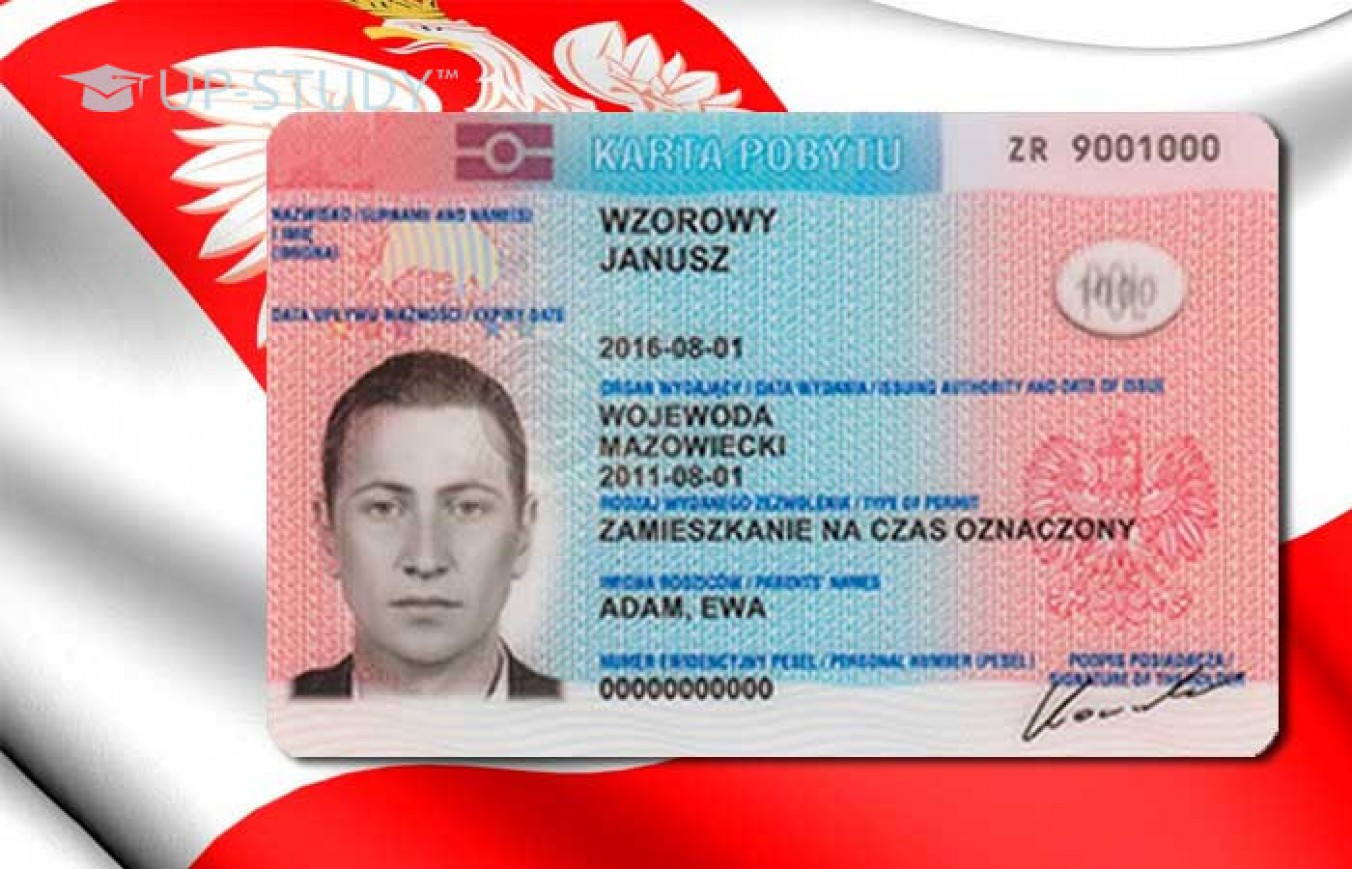 UP-STUDY™
KARTA POBYTU
ZR 9001000
NAZWISKO / SURNAME AND NAME(S)
I IMIĘ
(IMIONA)
WZOROWY
JANUSZ
DATA UPŁYWU WAŻNOŚCI / EXPIRY DATE
2016-08-01
ORGAN WYDAJĄCY / DATA WYDANIA / ISSUING AUTHORITY AND DATE OF ISSUE
WOJEWODA
MAZOWIECKI
2011-08-01
RODZAJ WYDANEGO ZEZWOLENIA / TYPE OF PERMIT
ZAMIESZKANIE NA CZAS OZNACZONY
IMIONA RODZICÓW / PARENTS' NAMES
ADAM, EWA
NUMER EWIDENCYJNY PESEL / PERSONAL NUMBER (PESEL)
00000000000
PODPIS POSIADACZA /
SIGNATURE OF THE HOLDER